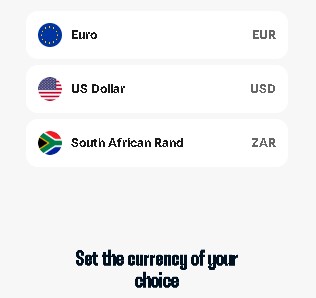 Euro EUR
US Dollar USD
South African Rand ZAR
Set the currency of your
choice